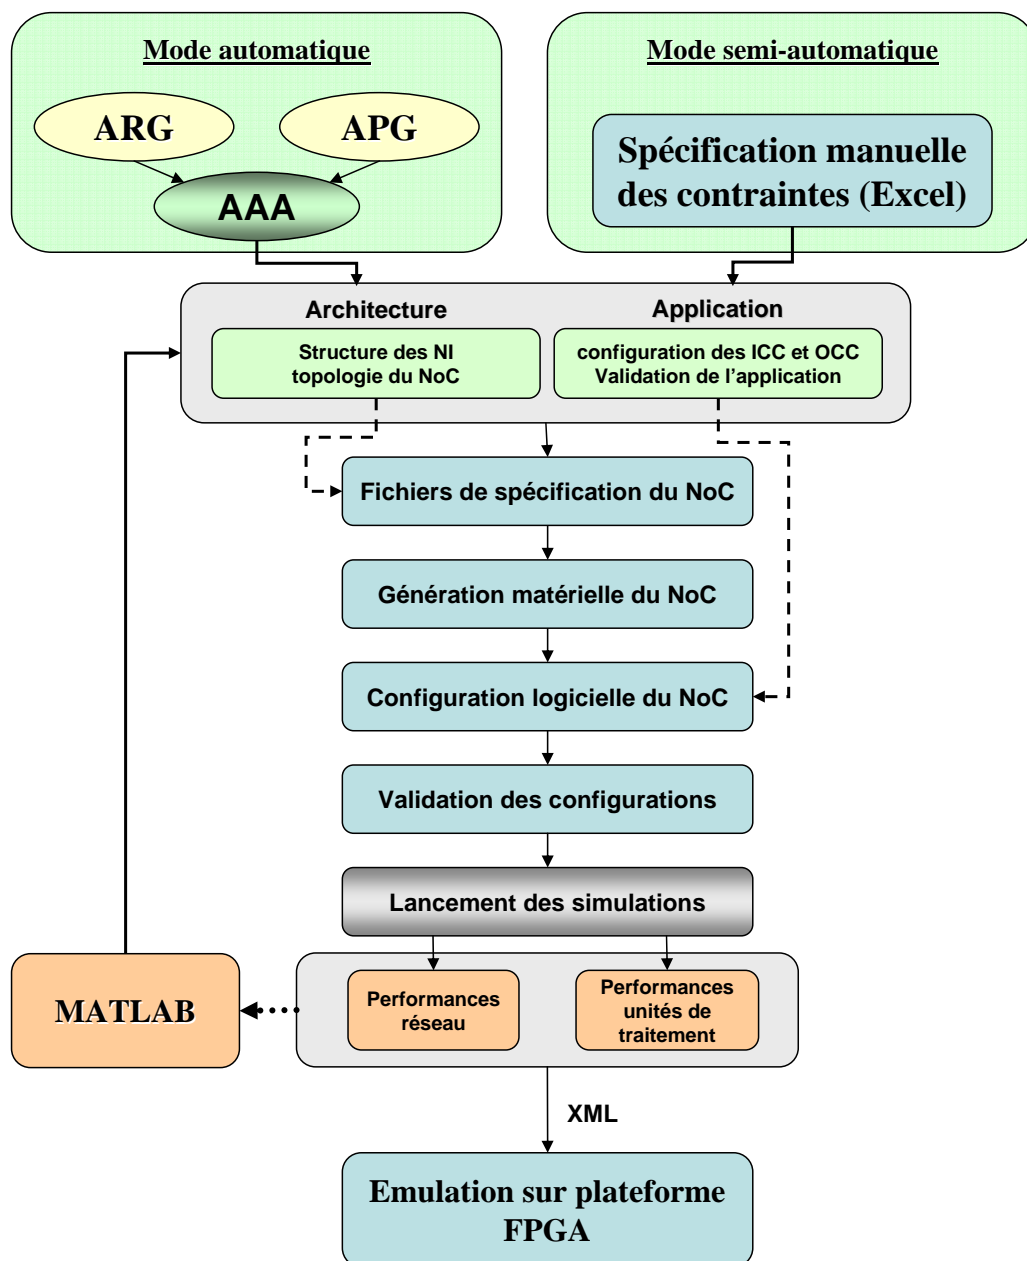 Mode automatique
Mode semi-automatique
ARG
APG
AAA
Spécification manuelle
des contraintes (Excel)
Architecture
Application
Structure des NI
topologie du NoC
configuration des ICC et OCC
Validation de l'application
Fichiers de spécification du NoC
Génération matérielle du NoC
Configuration logicielle du NoC
Validation des configurations
Lancement des simulations
MATLAB
Performances
réseau
Performances
unités de
traitement
XML
Emulation sur plateforme
FPGA